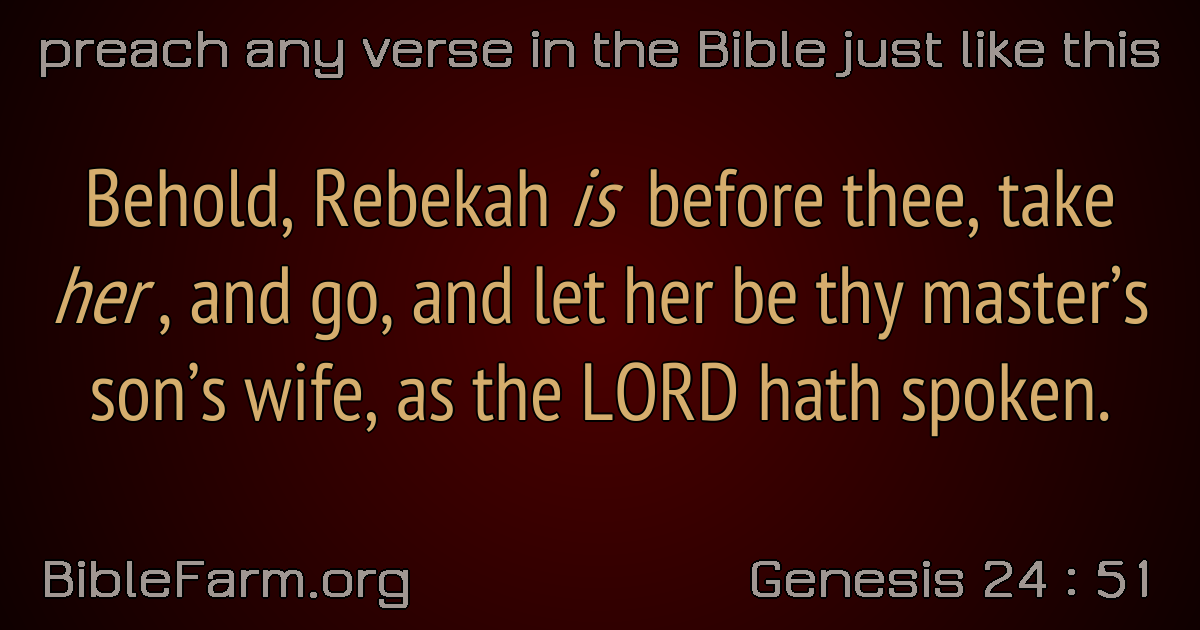 preach any verse in the Bible just like this
Behold, Rebekah is before thee, take
her , and go, and let her be thy master’s
son’s wife, as the LORD hath spoken.
BibleFarm.org
Genesis 24 : 51